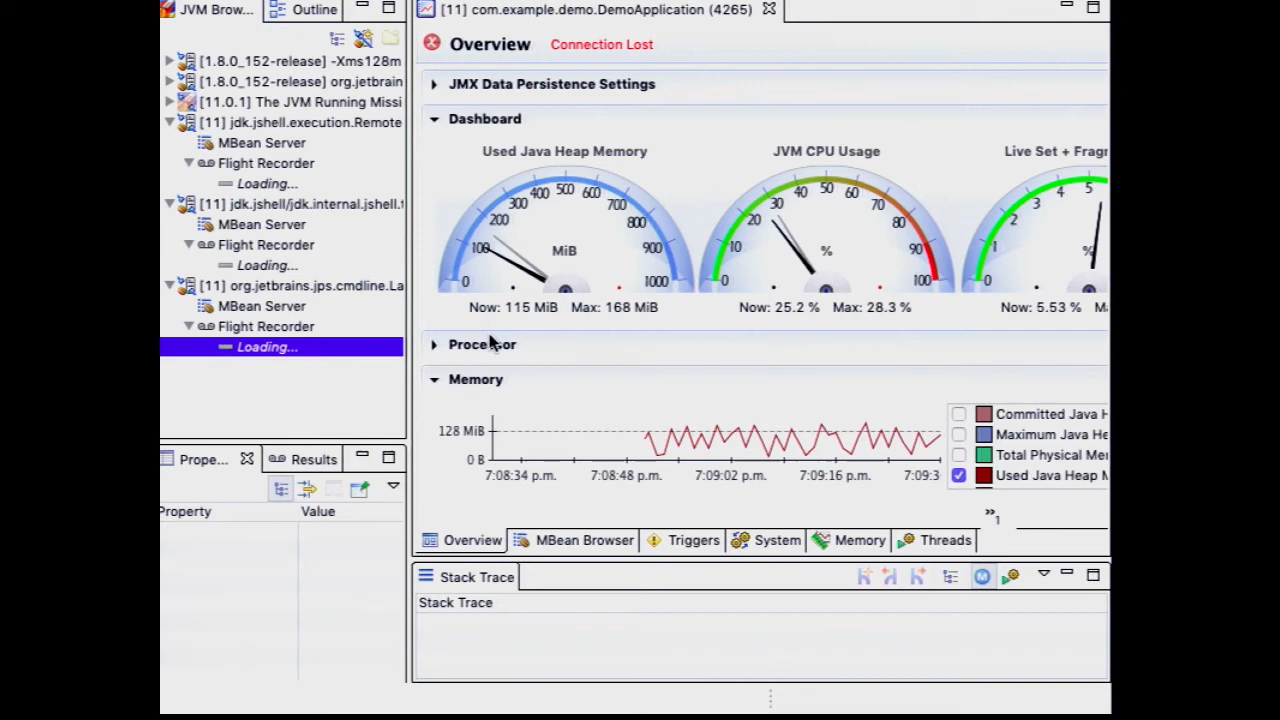 JVM Brow...
Outline
[1.8.0_152-release] -Xms128m
[1.8.0_152-release] org.jetbrain
[11.0.1] The JVM Running Missi
[11] jdk.jshell.execution.Remote
MBean Server
Flight Recorder
Loading...
[11] jdk.jshell/jdk.internal.jshell.
MBean Server
Flight Recorder
Loading...
[11] org.jetbrains.jps.cmdline.La
MBean Server
Flight Recorder
Loading...
Prope...
Results
Property Value
[11] com.example.demo.DemoApplication (4265)
Overview Connection Lost
JMX Data Persistence Settings
Dashboard
Used Java Heap Memory
0 100 200 300 400 500 600 700 800 900 1000
MiB
Now: 115 MiB Max: 168 MiB
JVM CPU Usage
0 10 20 30 40 50 60 70 80 90 100
%
Now: 25.2 % Max: 28.3 %
Live Set + Fragr
0 1 2 3 4 5
%
Now: 5.53 %
Processor
Memory
128 MiB
0 B
7:08:34 p.m. 7:08:48 p.m. 7:09:02 p.m. 7:09:16 p.m. 7:09:3
Committed Java H
Maximum Java He
Total Physical Me
Used Java Heap M
»1
Overview
MBean Browser
Triggers
System
Memory
Threads
Stack Trace
Stack Trace